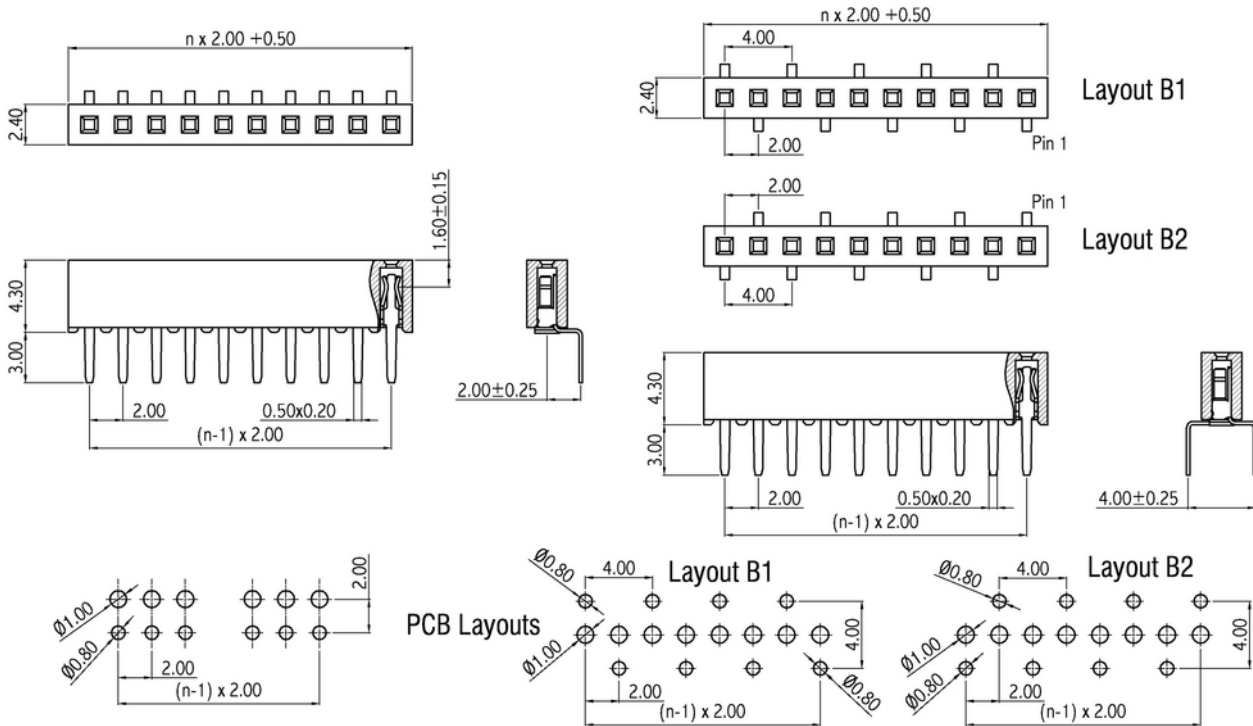 n x 2.00 +0.50
2.40
1.60±0.15
4.30
3.00
2.00
0.50x0.20
(n-1) x 2.00
2.00±0.25
n x 2.00 +0.50
4.00
2.40
Layout B1
2.00
Pin 1
2.00
Pin 1
Layout B2
4.00
4.30
3.00
2.00
0.50x0.20
(n-1) x 2.00
4.00±0.25
Ø1.00
Ø0.80
2.00
2.00
(n-1) x 2.00
PCB Layouts
Layout B1
Ø0.80
4.00
Ø1.00
4.00
2.00
Ø0.80
(n-1) x 2.00
Layout B2
Ø0.80
4.00
Ø1.00
Ø0.80
4.00
2.00
(n-1) x 2.00